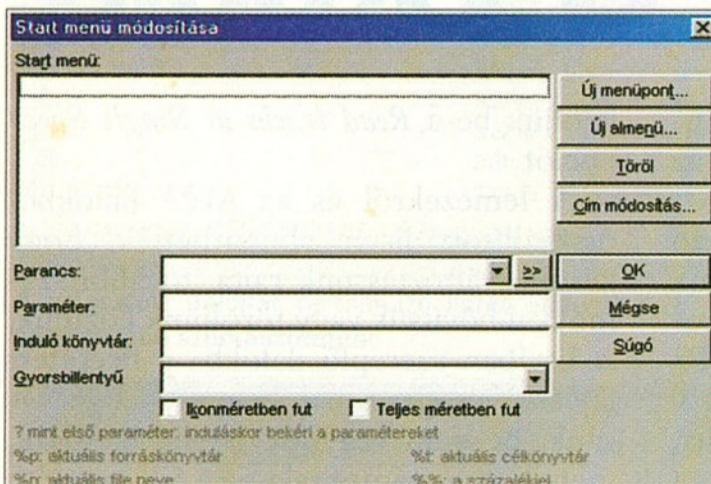 Start menü módosítása
Start menü:
Új menüpont...
Új almenü...
Töröl
Cím módosítás...
Parancs:
>>
OK
Paraméter:
Mégse
Induló könyvtár:
Súgó
Gyorsbillentyű
Ikonméretben fut
Teljes méretben fut
? mint első paraméter: induláskor bekéri a paramétereket
%p: aktuális forráskönyvtár
%t: aktuális célkönyvtár
%n: aktuális file neve
%%: a százalékjel